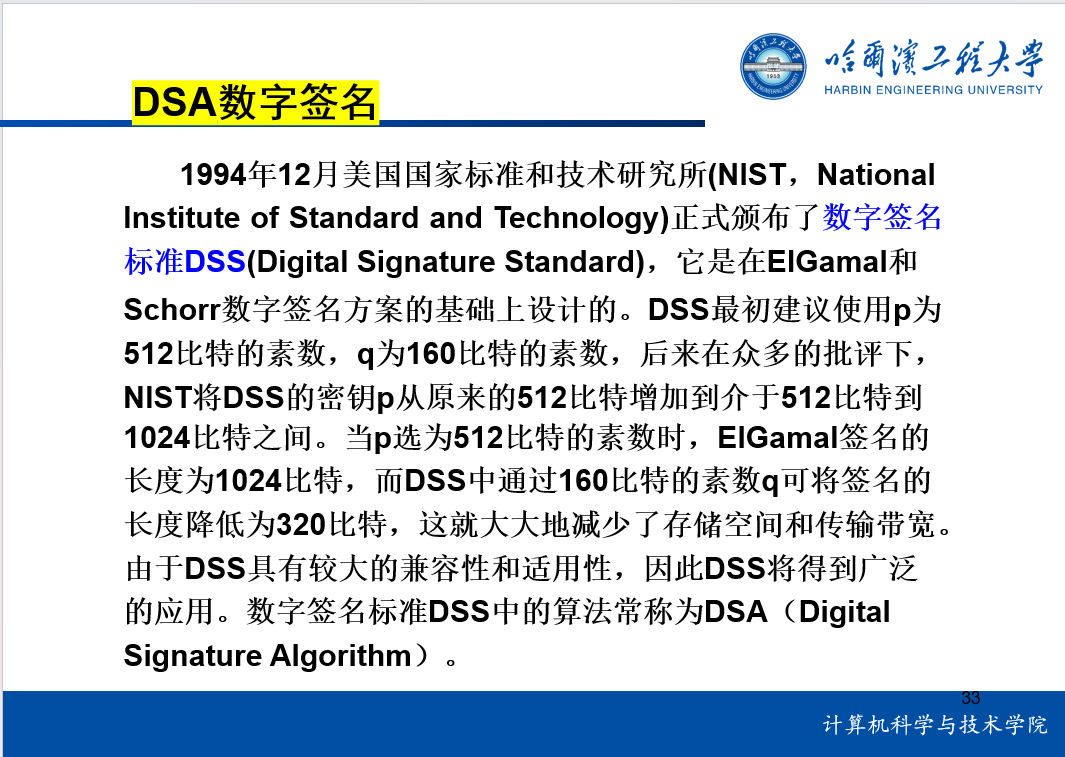 哈尔滨工程大学
HARBIN ENGINEERING UNIVERSITY
DSA数字签名
1994年12月美国国家标准和技术研究所(NIST，National
Institute of Standard and Technology)正式颁布了数字签名
标准DSS(Digital Signature Standard)，它是在ElGamal和
Schorr数字签名方案的基础上设计的。DSS最初建议使用p为
512比特的素数，q为160比特的素数，后来在众多的批评下，
NIST将DSS的密钥p从原来的512比特增加到介于512比特到
1024比特之间。当p选为512比特的素数时，ElGamal签名的
长度为1024比特，而DSS中通过160比特的素数q可将签名的
长度降低为320比特，这就大大地减少了存储空间和传输带宽。
由于DSS具有较大的兼容性和适用性，因此DSS将得到广泛
的应用。数字签名标准DSS中的算法常称为DSA（Digital
Signature Algorithm）。
33
计算机科学与技术学院